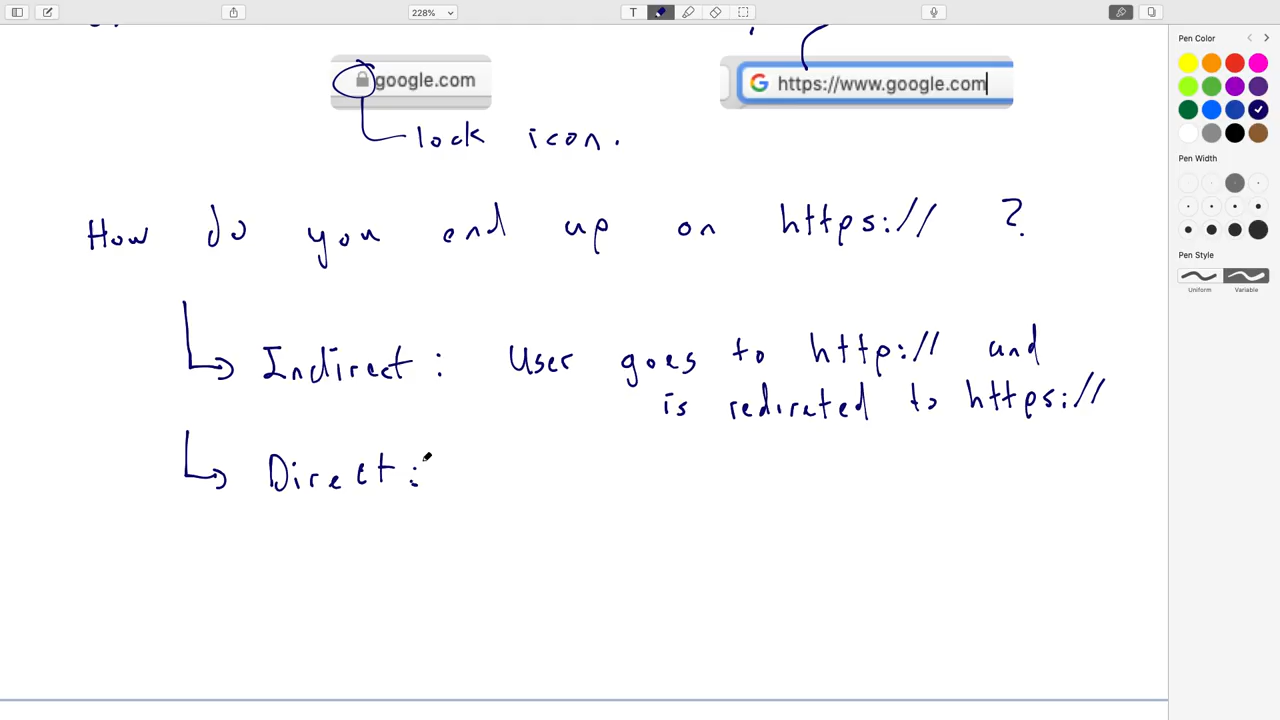 228%
T
google.com
https://www.google.com
lock icon.
How do you end up on https:// ?
Indirect : User goes to http:// and
is redirected to https://
Direct :
Pen Color
Pen Width
Pen Style
Uniform
Variable